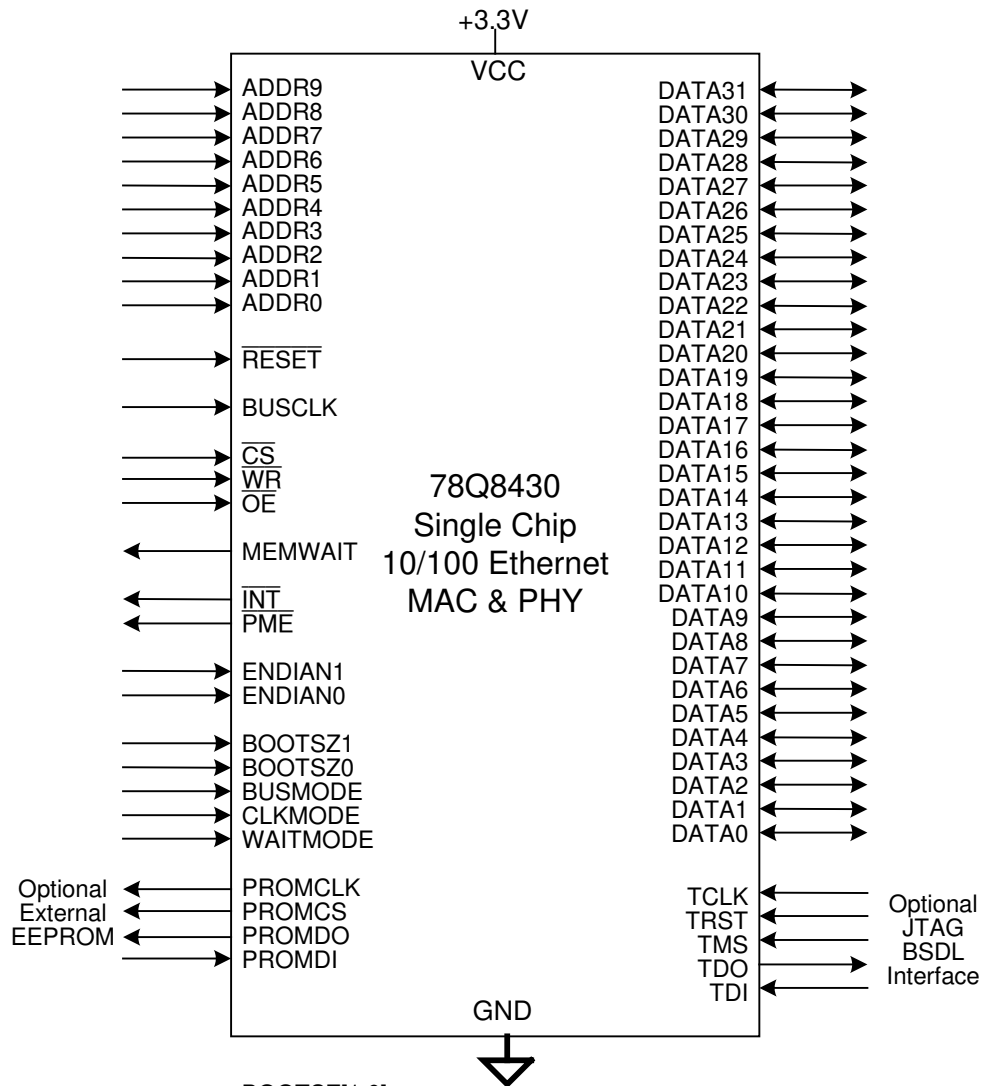 +3.3V
VCC
ADDR9
ADDR8
ADDR7
ADDR6
ADDR5
ADDR4
ADDR3
ADDR2
ADDR1
ADDR0
RESET
BUSCLK
CS
WR
OE
MEMWAIT
INT
PME
ENDIAN1
ENDIAN0
BOOTSZ1
BOOTSZ0
BUSMODE
CLKMODE
WAITMODE
Optional
External
EEPROM
PROMCLK
PROMCS
PROMDO
PROMDI
78Q8430
Single Chip
10/100 Ethernet
MAC & PHY
DATA31
DATA30
DATA29
DATA28
DATA27
DATA26
DATA25
DATA24
DATA23
DATA22
DATA21
DATA20
DATA19
DATA18
DATA17
DATA16
DATA15
DATA14
DATA13
DATA12
DATA11
DATA10
DATA9
DATA8
DATA7
DATA6
DATA5
DATA4
DATA3
DATA2
DATA1
DATA0
TCLK
TRST
TMS
TDO
TDI
Optional
JTAG
BSDL
Interface
GND